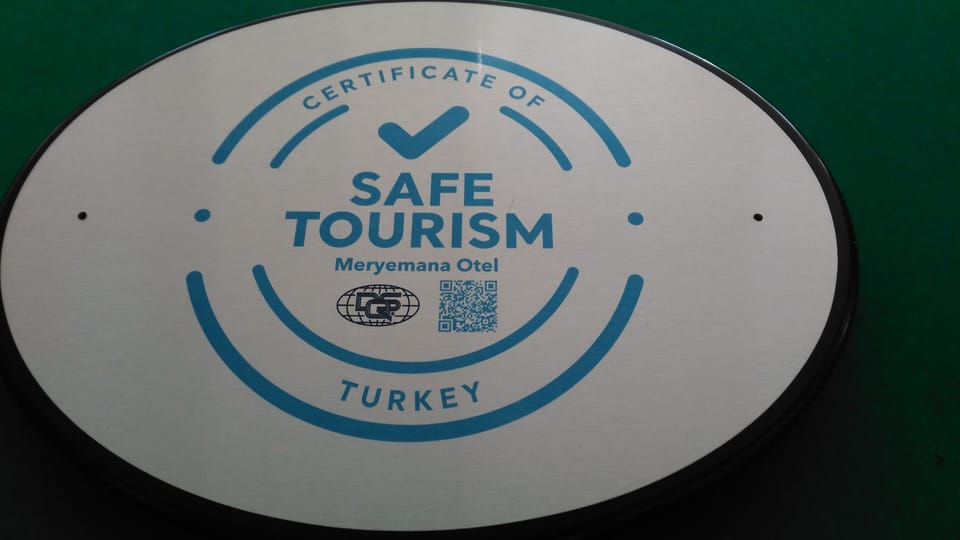 CERTIFICATE OF
SAFE
TOURISM
Meryemana Otel
TURKEY